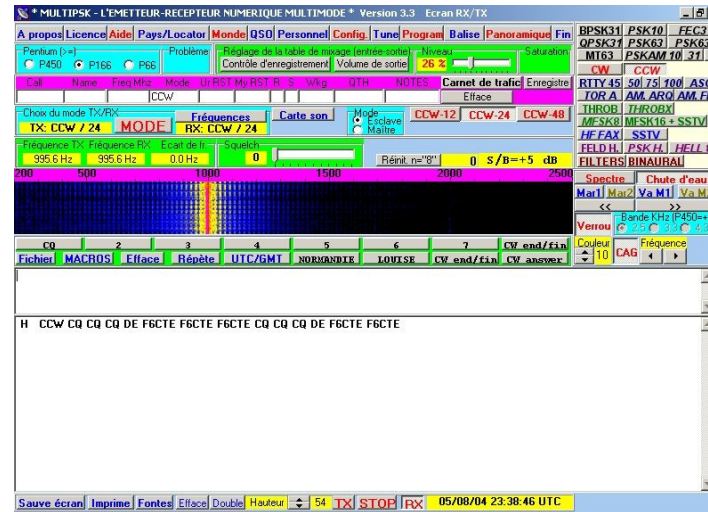 * MULTIPSK - L'EMETTEUR-RECEPTEUR NUMERIQUE MULTIMODE * Version 3.3 Ecran RX/TX
A propos Licence Aide Pays/Locator Monde QSO Personnel Config. Tune Program Balise Panoramique Fin
BPSK31 PSK10 FEC3
QPSK31 PSK63 PSK63
Pentium (>=) Problème Réglage de la table de mixage (entrée-sortie) Niveau Saturation
MT63 PSKAM 10 31
P450 P166 P66 Contrôle d'enregistrement Volume de sortie 26 %
CW CCW
Call Name Freq Mhz Mode Ur RST My RST R S. Wkg QTH NOTES Carnet de trafic Enregistre
RTTY 45 50 75 100 ASC
CCW Efface
TOR A AM. ARQ AM. F
Choix du mode TX/RX Fréquences Carte son Mode Esclave Maître CCW-12 CCW-24 CCW-48
THROB THROBX
TX: CCW / 24 MODE RX: CCW / 24
MFSK8 MFSK16 + SSTV
Fréquence TX Fréquence RX Ecart de fr. Squelch
HF FAX SSTV
995.6 Hz 995.6 Hz 0.0 Hz 0 Réinit. n="8" 0 S/B=+5 dB
FELD H. PSK H. HELL
FILTERS BINAURAL
200 500 1000 1500 2000 2500
Spectre Chute d'eau
Mar1 Mar2 Va M1 Va M
<< >>
Verrou Bande KHz (P450=+
2.5 3.3 4.3
CQ 2 3 4 5 6 7 CW end/fin
Couleur 10 CAG Fréquence
Fichier MACROS Efface Répète UTC/GMT NORMANDIE LOUISE CW end/fin CW answer
H CCW CQ CQ CQ DE F6CTE F6CTE F6CTE CQ CQ CQ DE F6CTE F6CTE
Sauve écran Imprime Fontes Efface Double Hauteur 54 TX STOP RX 05/08/04 23:38:46 UTC